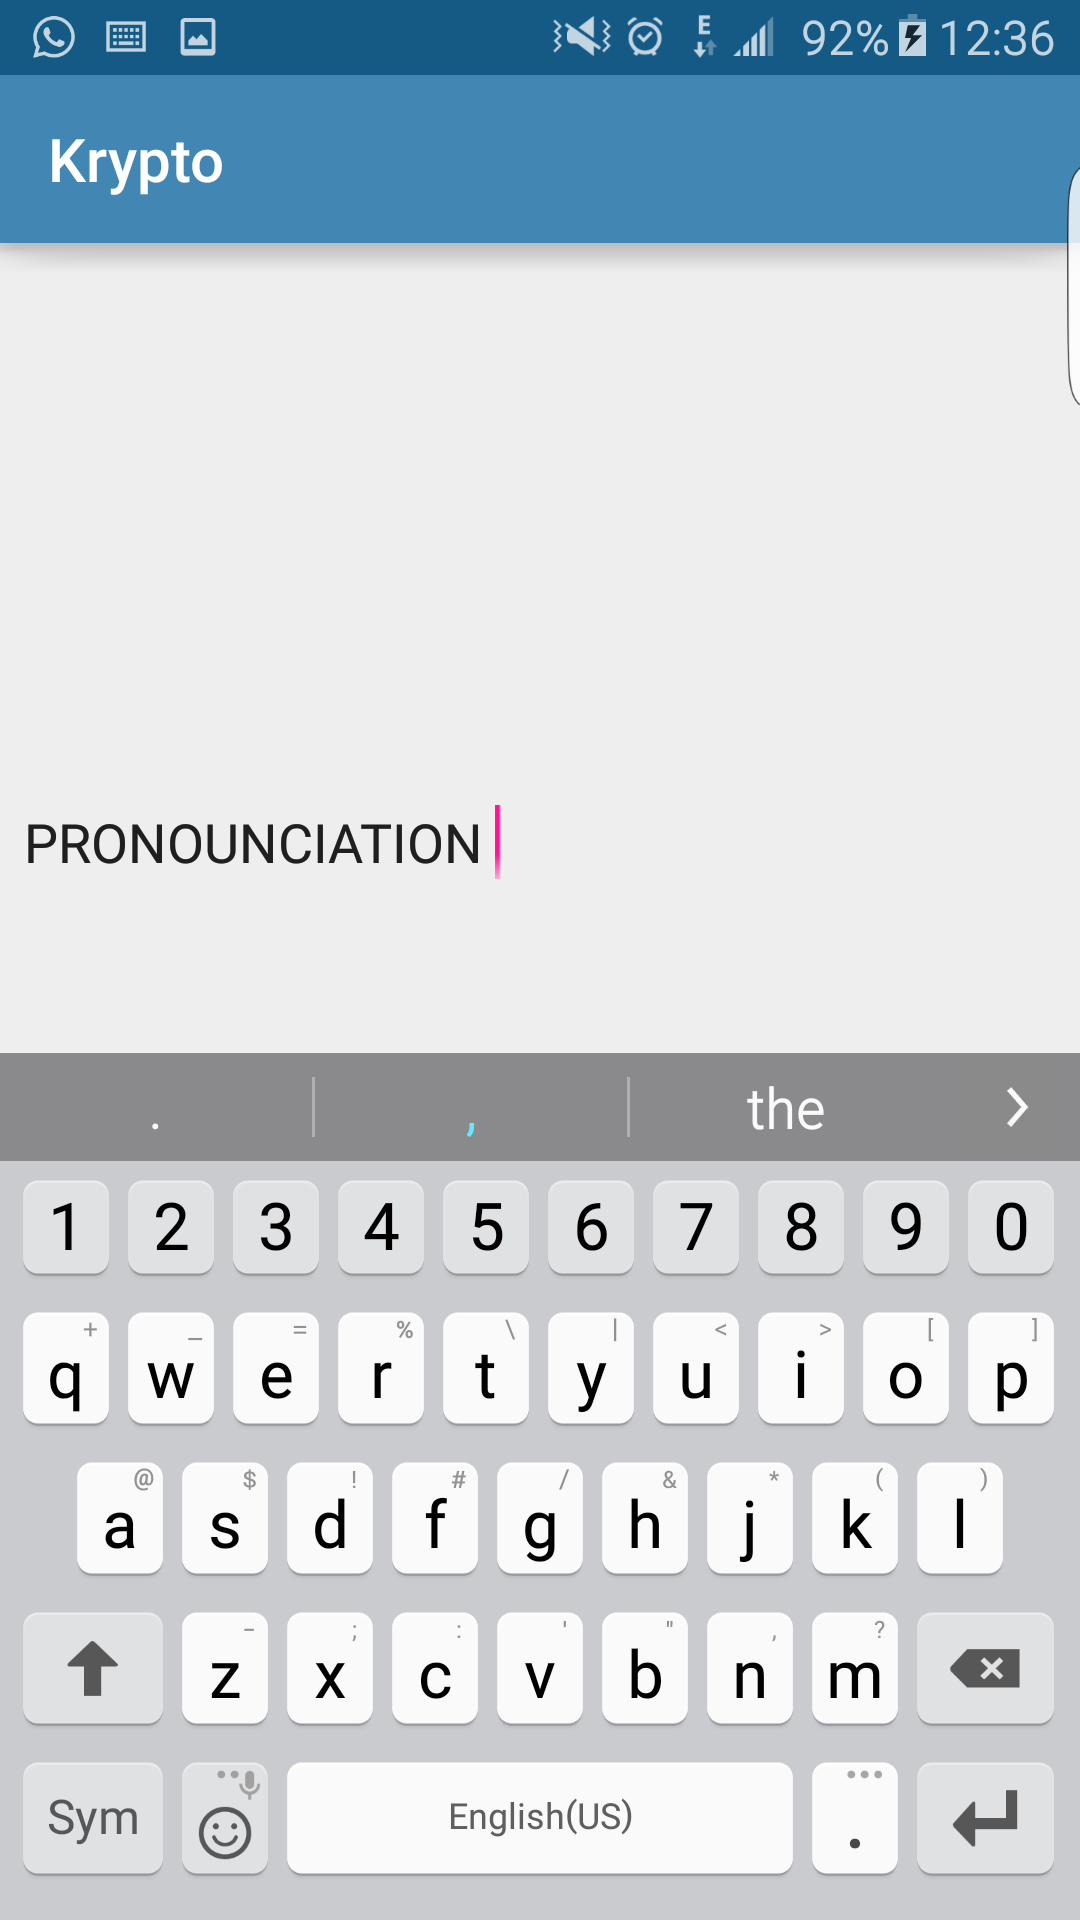 E 92% 12:36
Krypto
PRONOUNCIATION
. , the
1 2 3 4 5 6 7 8 9 0
+ _ = % \ | < > [ ]
q w e r t y u i o p
@ $ ! # / & * ( )
a s d f g h j k l
- ; : ' " , ?
z x c v b n m
Sym English(US) .